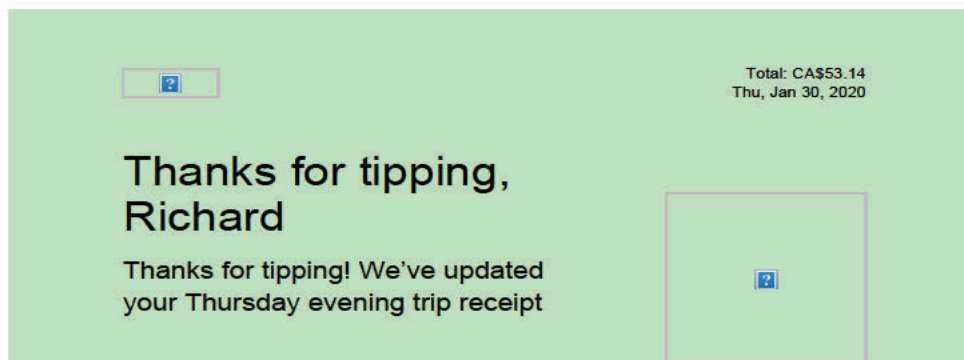 Total: CA$53.14
Thu, Jan 30, 2020
Thanks for tipping,
Richard
Thanks for tipping! We've updated
your Thursday evening trip receipt